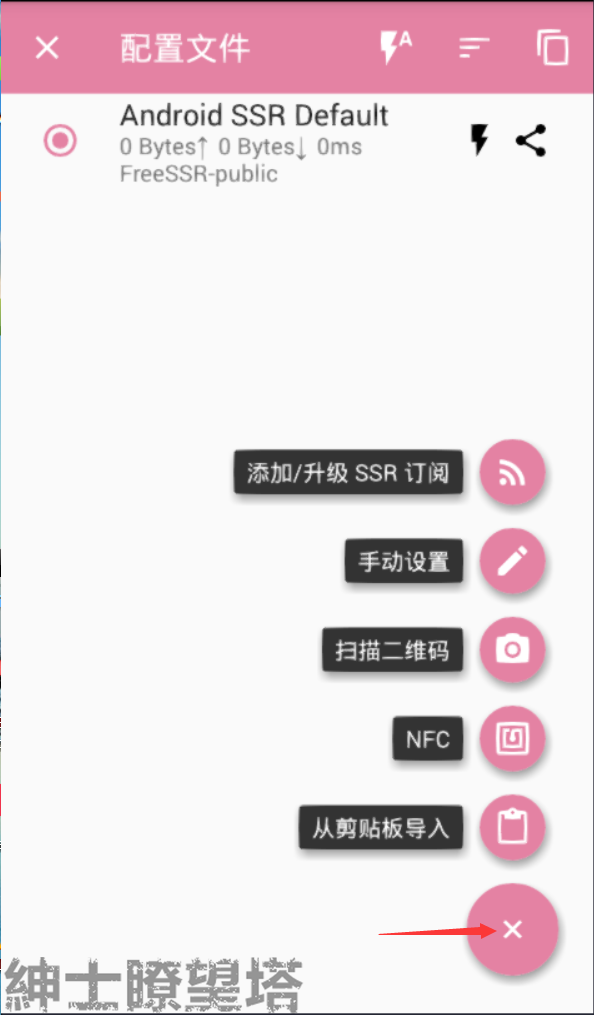 配置文件
A
Android SSR Default
0 Bytes↑ 0 Bytes↓ 0ms
FreeSSR-public
添加/升级 SSR 订阅
手动设置
扫描二维码
NFC
从剪贴板导入
紳士瞭望塔